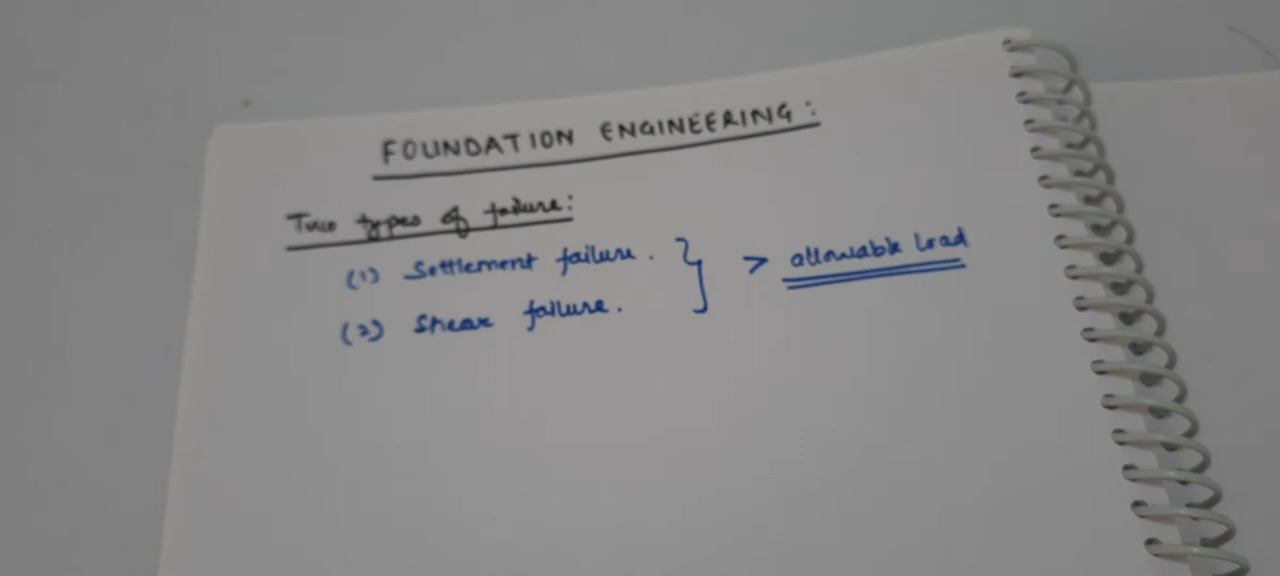 FOUNDATION ENGINEERING:
Two types of failure:
(1) Settlement failure. } > allowable load
(2) Shear failure.